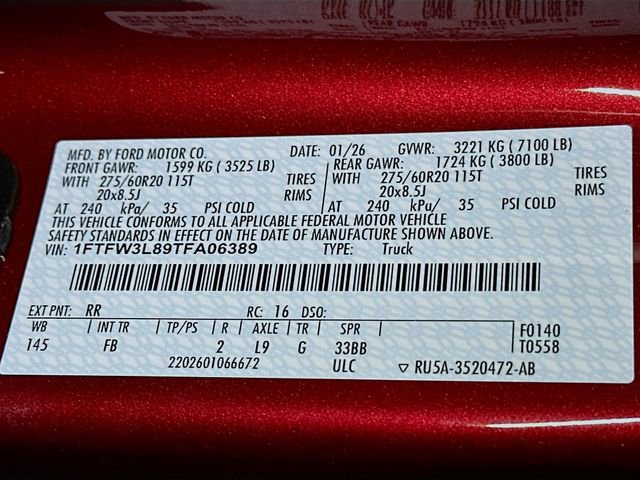 MFD. BY FORD MOTOR CO. DATE: 01/26 GVWR: 3221 KG ( 7100 LB)
FRONT GAWR: 1599 KG ( 3525 LB) REAR GAWR: 1724 KG ( 3800 LB)
WITH 275/60R20 115T TIRES WITH 275/60R20 115T TIRES
20x8.5J RIMS 20x8.5J RIMS
AT 240 kPa/ 35 PSI COLD AT 240 kPa/ 35 PSI COLD
THIS VEHICLE CONFORMS TO ALL APPLICABLE FEDERAL MOTOR VEHICLE
SAFETY STANDARDS IN EFFECT ON THE DATE OF MANUFACTURE SHOWN ABOVE.
VIN: 1FTFW3L89TFA06389 TYPE: Truck
EXT PNT: RR RC: 16 DSO:
WB INT TR TP/PS R AXLE TR SPR F0140
145 FB 2 L9 G 33BB T0558
2202601066672 ULC ▽ RU5A-3520472-AB